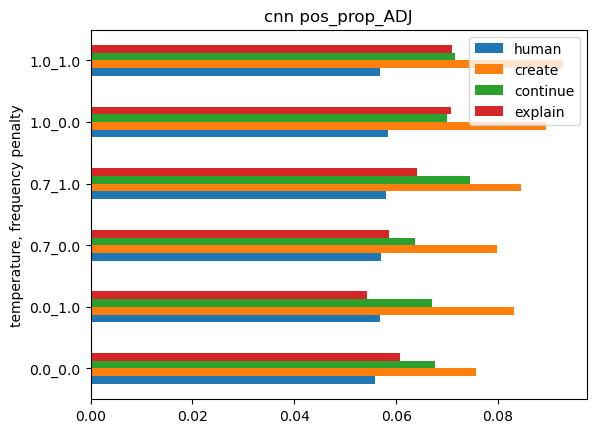 cnn pos_prop_ADJ
human
create
continue
explain
temperature, frequency penalty
1.0_1.0
1.0_0.0
0.7_1.0
0.7_0.0
0.0_1.0
0.0_0.0
0.00 0.02 0.04 0.06 0.08